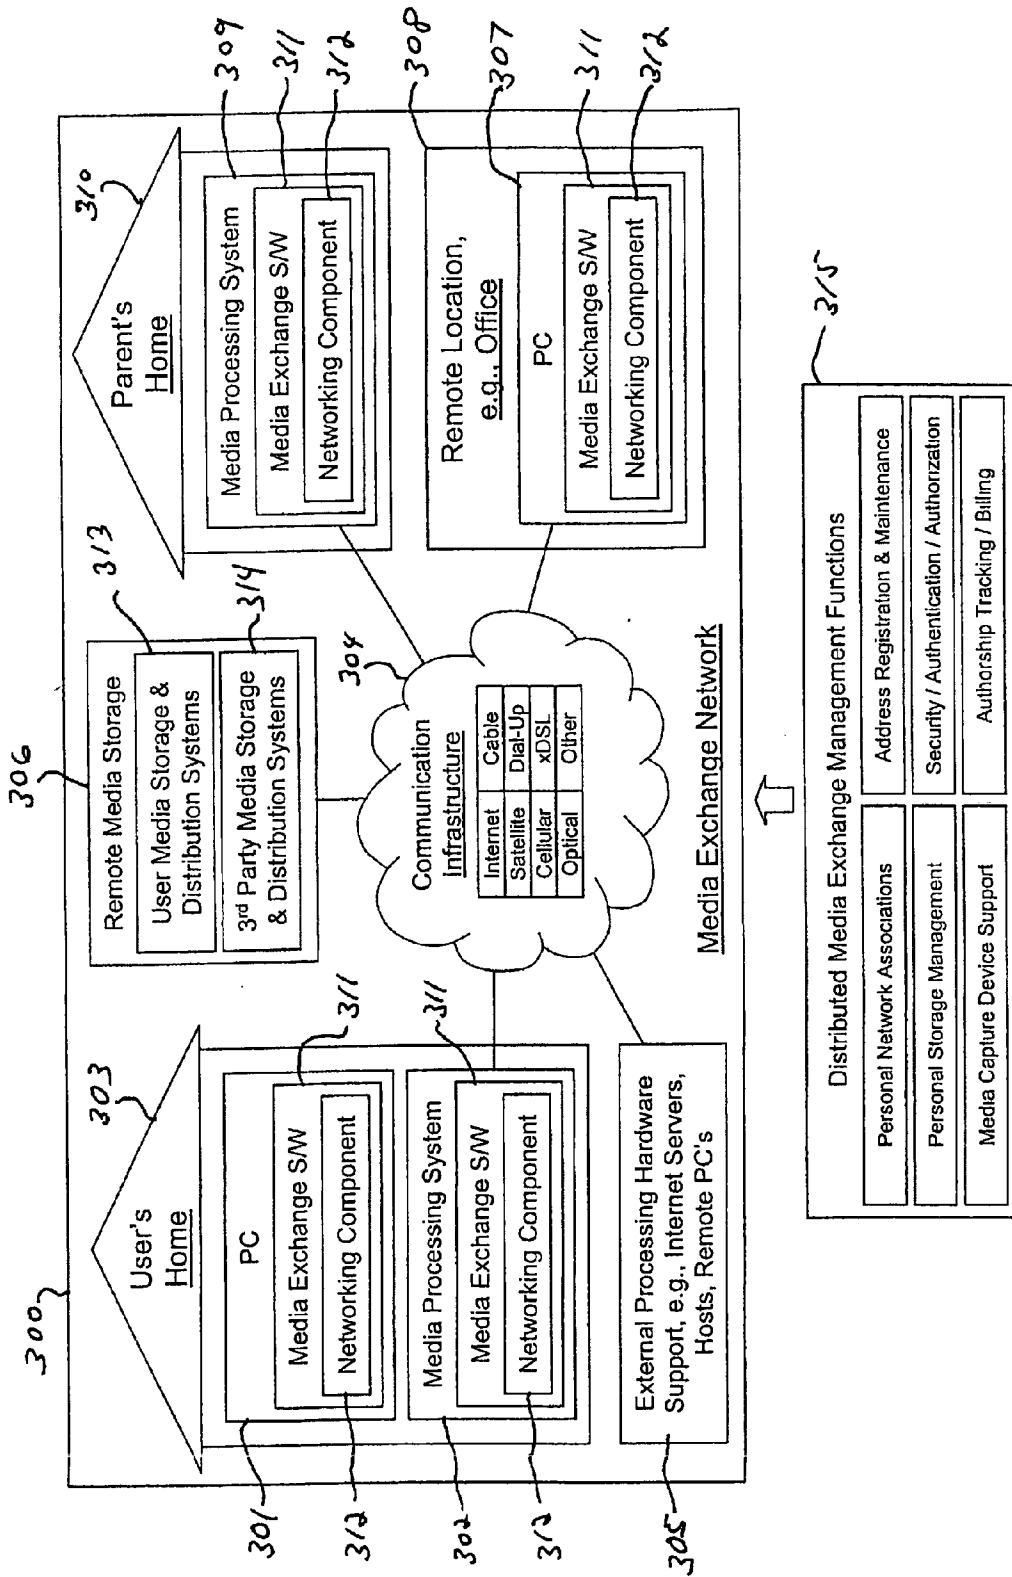 300
303
User's
Home
301
PC
Media Exchange S/W
311
Networking Component
312
302
Media Processing System
Media Exchange S/W
311
Networking Component
312
305
External Processing Hardware
Support, e.g., Internet Servers,
Hosts, Remote PC's
306
Remote Media Storage
313
User Media Storage &
Distribution Systems
314
3rd Party Media Storage
& Distribution Systems
304
Communication
Infrastructure
Internet Cable
Satellite Dial-Up
Cellular xDSL
Optical Other
Media Exchange Network
310
Parent's
Home
309
Media Processing System
311
Media Exchange S/W
312
Networking Component
308
Remote Location,
e.g., Office
307
PC
311
Media Exchange S/W
312
Networking Component
315
Distributed Media Exchange Management Functions
Personal Network Associations
Address Registration & Maintenance
Personal Storage Management
Security / Authentication / Authorization
Media Capture Device Support
Authorship Tracking / Billing